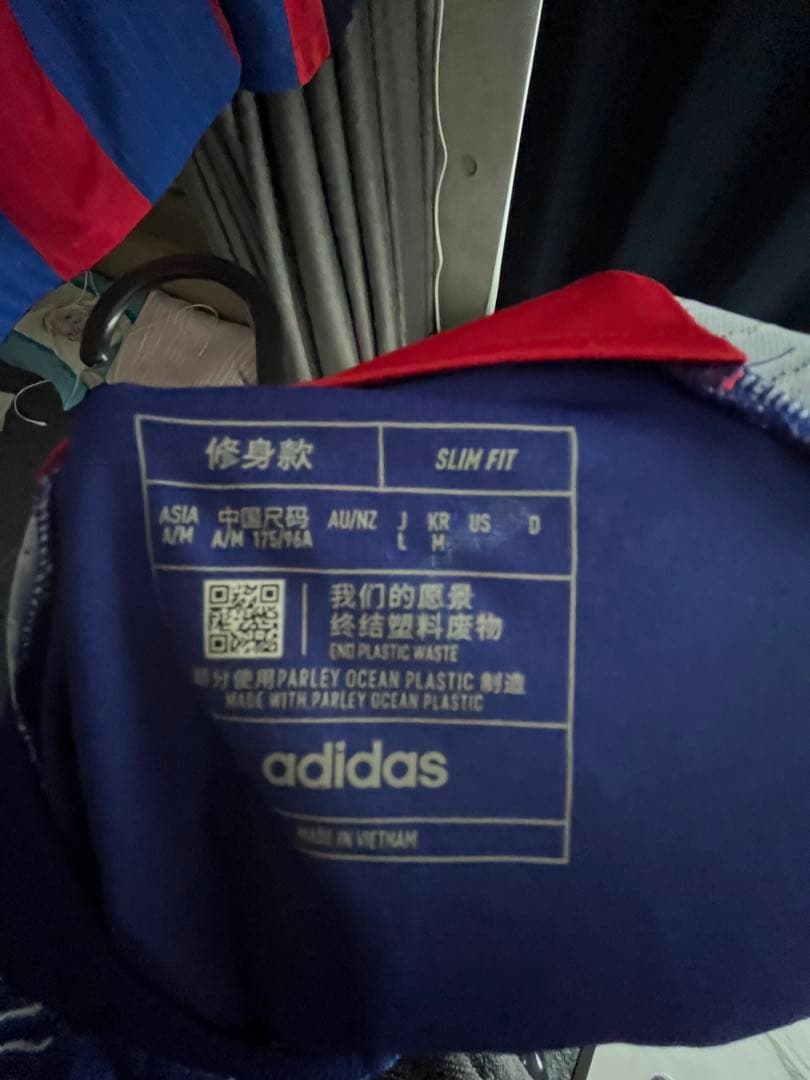 修身款 SLIM FIT
ASIA 中国尺码 AU/NZ J KR US D
A/M A/M 175/96A L M
我们的愿景
终结塑料废物
END PLASTIC WASTE
部分使用PARLEY OCEAN PLASTIC 制造
MADE WITH PARLEY OCEAN PLASTIC
adidas
MADE IN VIETNAM